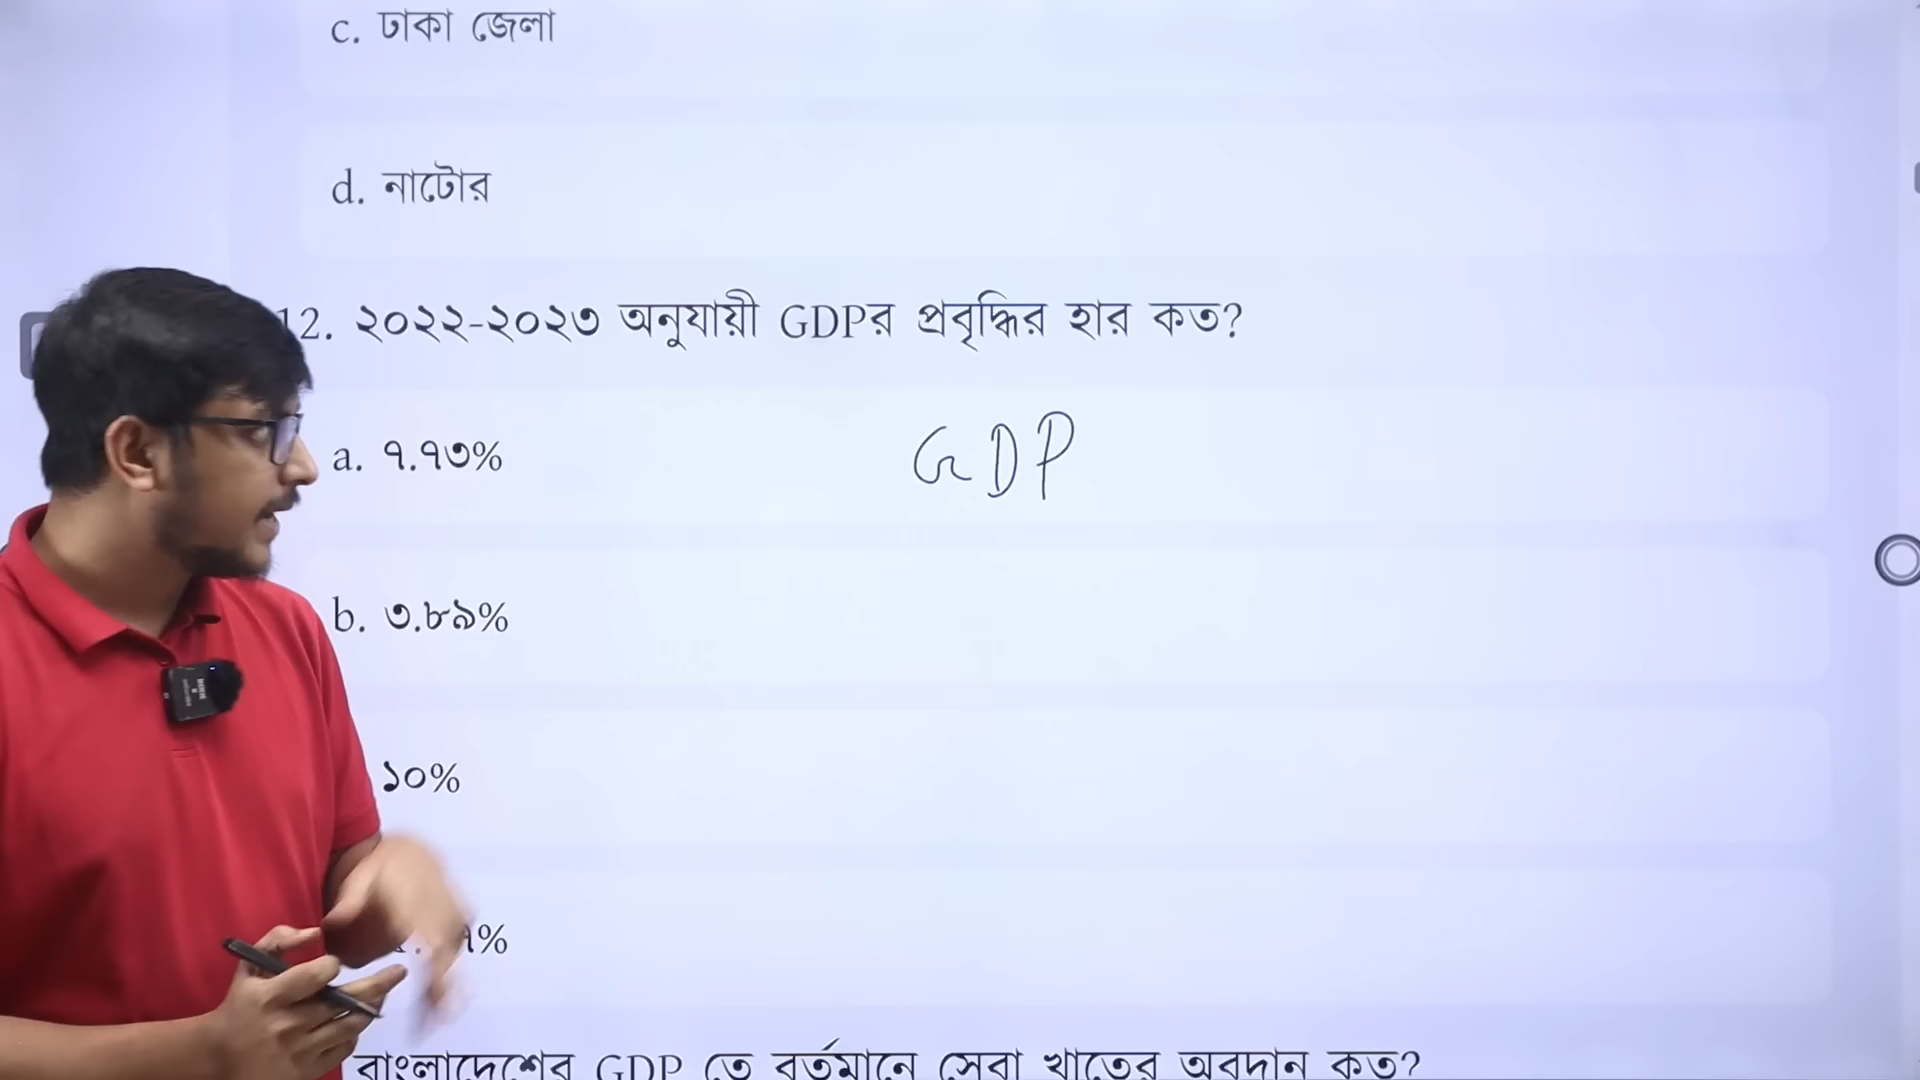 c. ঢাকা জেলা
d. নাটোর
12. ২০২২-২০২৩ অনুযায়ী GDPর প্রবৃদ্ধির হার কত?
a. ৭.৭৩%
GDP
b. ৩.৮৯%
১০%
%
বাংলাদেশের GDP তে বর্তমানে সেবা খাতের অবদান কত?